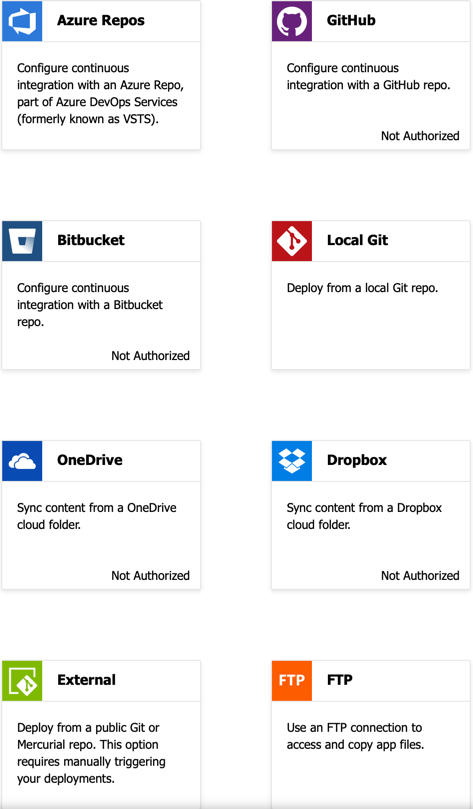 Azure Repos
Configure continuous
integration with an Azure Repo,
part of Azure DevOps Services
(formerly known as VSTS).
GitHub
Configure continuous
integration with a GitHub repo.
Not Authorized
Bitbucket
Configure continuous
integration with a Bitbucket
repo.
Not Authorized
Local Git
Deploy from a local Git repo.
OneDrive
Sync content from a OneDrive
cloud folder.
Not Authorized
Dropbox
Sync content from a Dropbox
cloud folder.
Not Authorized
External
Deploy from a public Git or
Mercurial repo. This option
requires manually triggering
your deployments.
FTP FTP
Use an FTP connection to
access and copy app files.